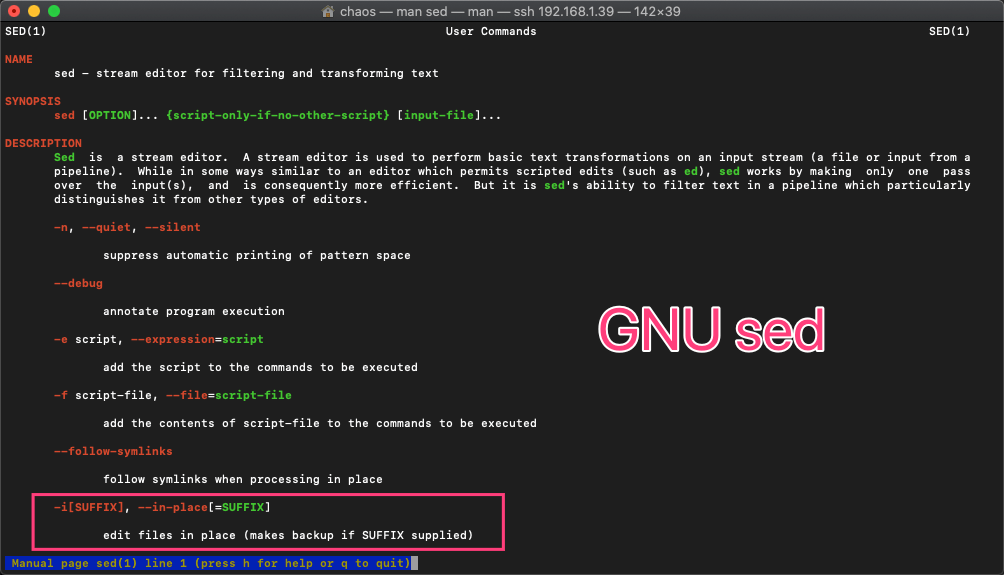 chaos — man sed — man — ssh 192.168.1.39 — 142×39
SED(1) User Commands SED(1)
NAME
sed - stream editor for filtering and transforming text
SYNOPSIS
sed [OPTION]... {script-only-if-no-other-script} [input-file]...
DESCRIPTION
Sed is a stream editor. A stream editor is used to perform basic text transformations on an input stream (a file or input from a
pipeline). While in some ways similar to an editor which permits scripted edits (such as ed), sed works by making only one pass
over the input(s), and is consequently more efficient. But it is sed's ability to filter text in a pipeline which particularly
distinguishes it from other types of editors.
-n, --quiet, --silent
suppress automatic printing of pattern space
--debug
annotate program execution
GNU sed
-e script, --expression=script
add the script to the commands to be executed
-f script-file, --file=script-file
add the contents of script-file to the commands to be executed
--follow-symlinks
follow symlinks when processing in place
-i[SUFFIX], --in-place[=SUFFIX]
edit files in place (makes backup if SUFFIX supplied)
Manual page sed(1) line 1 (press h for help or q to quit)